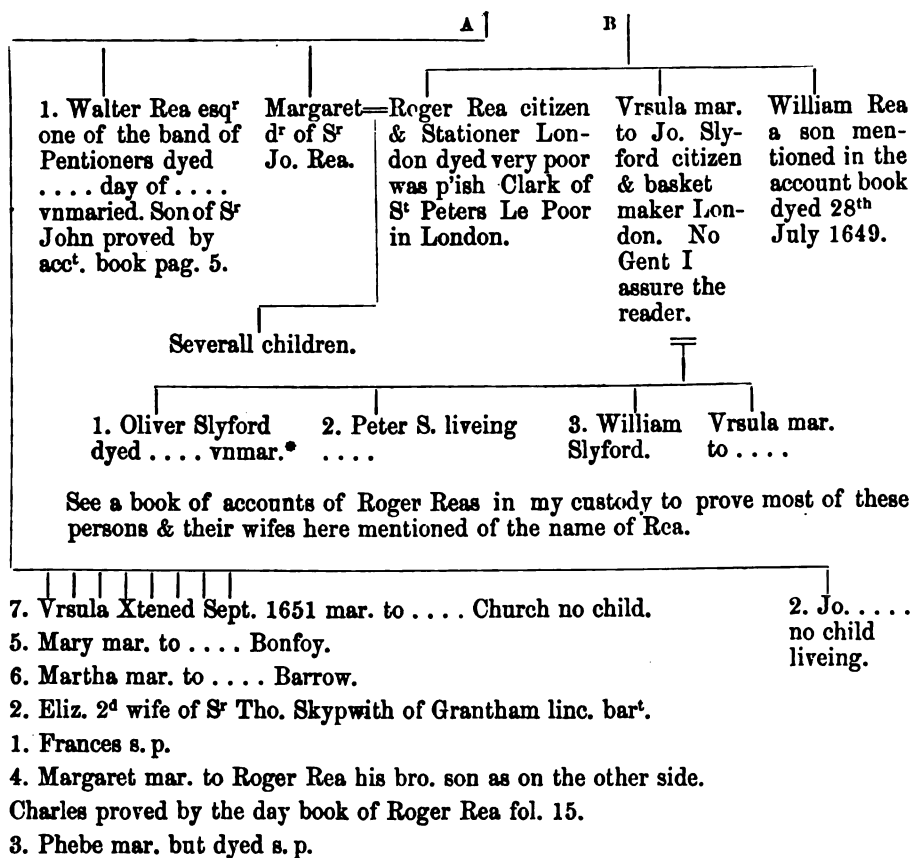 A B
1. Walter Rea esqʳ
one of the band of
Pentioners dyed
. . . . day of . . . .
vnmaried. Son of Sʳ
John proved by
accᵗ. book pag. 5.
Margaret=
dʳ of Sʳ
Jo. Rea.
Roger Rea citizen
& Stationer Lon-
don dyed very poor
was p'ish Clark of
Sᵗ Peters Le Poor
in London.
Vrsula mar.
to Jo. Sly-
ford citizen
& basket
maker Lon-
don. No
Gent I
assure the
reader.
William Rea
a son men-
tioned in the
account book
dyed 28ᵗʰ
July 1649.
Severall children.
1. Oliver Slyford
dyed . . . . vnmar.*
2. Peter S. liveing
. . . .
3. William
Slyford.
Vrsula mar.
to . . . .
See a book of accounts of Roger Reas in my custody to prove most of these
persons & their wifes here mentioned of the name of Rea.
7. Vrsula Xtened Sept. 1651 mar. to . . . . Church no child.
5. Mary mar. to . . . . Bonfoy.
6. Martha mar. to . . . . Barrow.
2. Eliz. 2ᵈ wife of Sʳ Tho. Skypwith of Grantham linc. barᵗ.
1. Frances s. p.
4. Margaret mar. to Roger Rea his bro. son as on the other side.
Charles proved by the day book of Roger Rea fol. 15.
3. Phebe mar. but dyed s. p.
2. Jo. . . . .
no child
liveing.